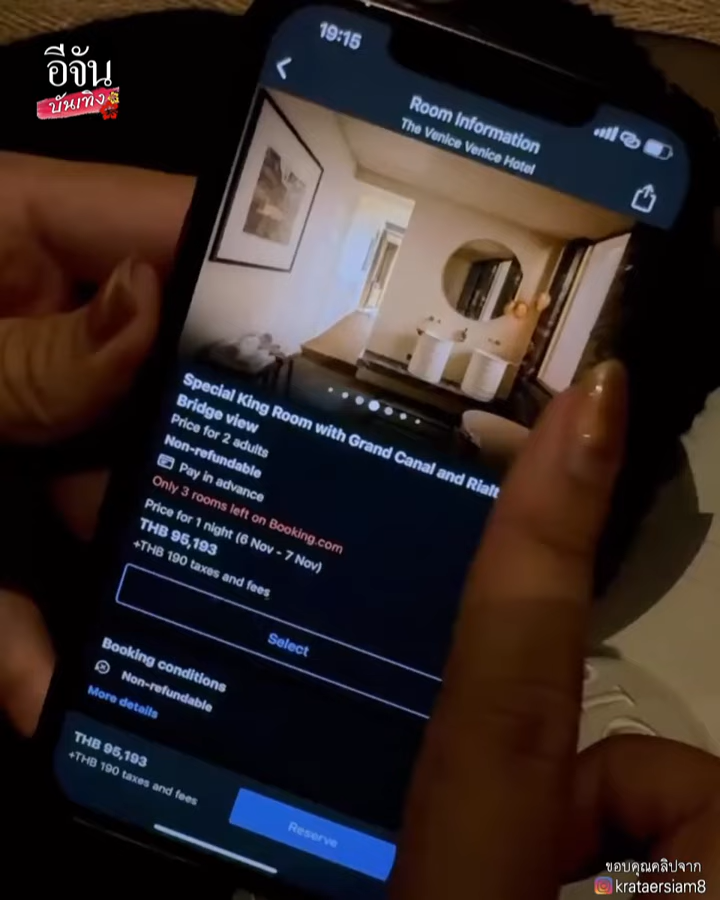 อีจัน
บันเทิง
19:15
Room Information
The Venice Venice Hotel
Special King Room with Grand Canal and Rialt
Bridge view
Price for 2 adults
Non-refundable
Pay in advance
Only 3 rooms left on Booking.com
Price for 1 night (6 Nov - 7 Nov)
THB 95,193
+THB 190 taxes and fees
Select
Booking conditions
Non-refundable
More details
THB 95,193
+THB 190 taxes and fees
Reserve
ขอบคุณคลิปจาก
krataersiam8